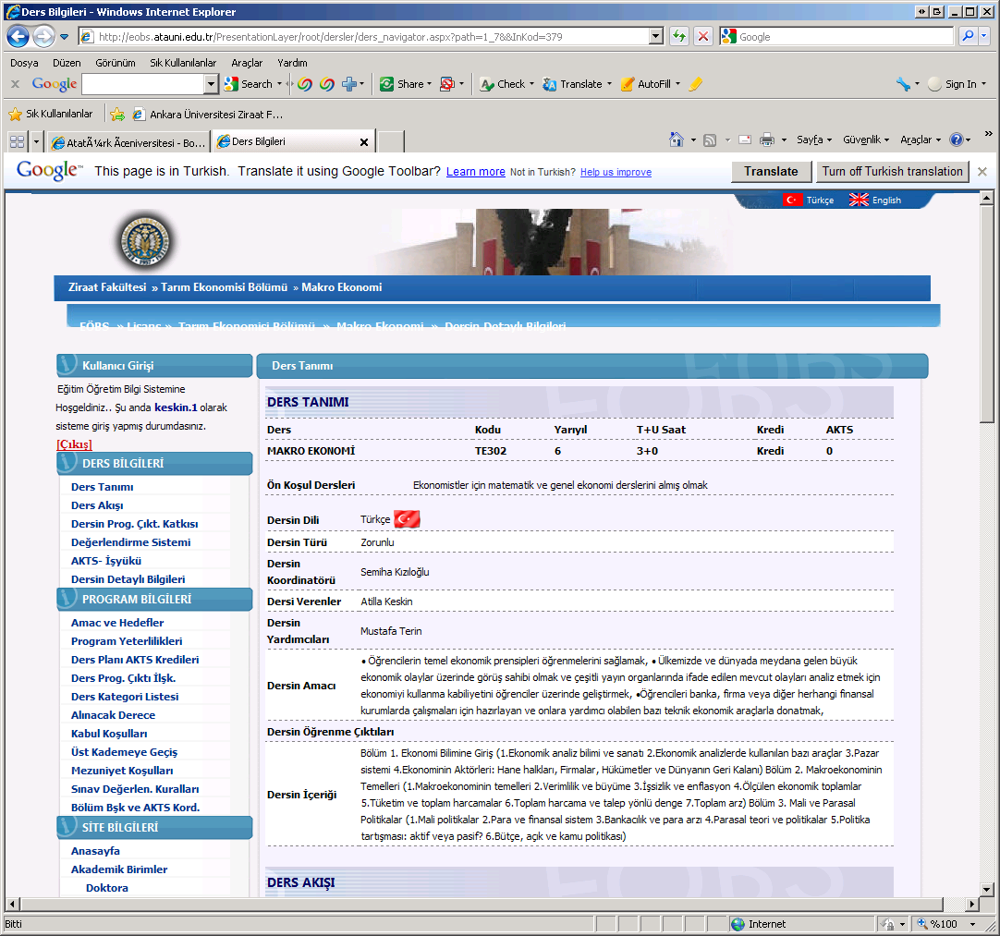 Ders Bilgileri - Windows Internet Explorer
http://eobs.atauni.edu.tr/PresentationLayer/root/dersler/ders_navigator.aspx?path=1_7&&InKod=379
Google
Dosya Düzen Görünüm Sık Kullanılanlar Araçlar Yardım
x Google Search Share Check Translate AutoFill Sign In
Sık Kullanılanlar Ankara Üniversitesi Ziraat F...
AtatÃ¼rk Ãœniversitesi - Bo... Ders Bilgileri Sayfa Güvenlik Araçlar »
Google™ This page is in Turkish. Translate it using Google Toolbar? Learn more Not in Turkish? Help us improve Translate Turn off Turkish translation
Türkçe English
Ziraat Fakültesi » Tarım Ekonomisi Bölümü » Makro Ekonomi
EÖBS » Lisans » Tarım Ekonomisi Bölümü » Makro Ekonomi » Dersin Detaylı Bilgileri
Kullanıcı Girişi
Eğitim Öğretim Bilgi Sistemine
Hoşgeldiniz.. Şu anda keskin.1 olarak
sisteme giriş yapmış durumdasınız.
[Çıkış]
DERS BİLGİLERİ
Ders Tanımı
Ders Akışı
Dersin Prog. Çıkt. Katkısı
Değerlendirme Sistemi
AKTS- İşyükü
Dersin Detaylı Bilgileri
PROGRAM BİLGİLERİ
Amac ve Hedefler
Program Yeterlilikleri
Ders Planı AKTS Kredileri
Ders Prog. Çıktı İlşk.
Ders Kategori Listesi
Alınacak Derece
Kabul Koşulları
Üst Kademeye Geçiş
Mezuniyet Koşulları
Sınav Değerlen. Kuralları
Bölüm Bşk ve AKTS Kord.
SİTE BİLGİLERİ
Anasayfa
Akademik Birimler
Doktora
Ders Tanımı
DERS TANIMI
Ders Kodu Yarıyıl T+U Saat Kredi AKTS
MAKRO EKONOMİ TE302 6 3+0 Kredi 0
Ön Koşul Dersleri Ekonomistler için matematik ve genel ekonomi derslerini almış olmak
Dersin Dili Türkçe
Dersin Türü Zorunlu
Dersin
Koordinatörü Semiha Kızıloğlu
Dersi Verenler Atilla Keskin
Dersin
Yardımcıları Mustafa Terin
Dersin Amacı
• Öğrencilerin temel ekonomik prensipleri öğrenmelerini sağlamak, • Ülkemizde ve dünyada meydana gelen büyük
ekonomik olaylar üzerinde görüş sahibi olmak ve çeşitli yayın organlarında ifade edilen mevcut olayları analiz etmek için
ekonomiyi kullanma kabiliyetini öğrenciler üzerinde geliştirmek, •Öğrencileri banka, firma veya diğer herhangi finansal
kurumlarda çalışmaları için hazırlayan ve onlara yardımcı olabilen bazı teknik ekonomik araçlarla donatmak,
Dersin Öğrenme Çıktıları
Dersin İçeriği
Bölüm 1. Ekonomi Bilimine Giriş (1.Ekonomik analiz bilimi ve sanatı 2.Ekonomik analizlerde kullanılan bazı araçlar 3.Pazar
sistemi 4.Ekonominin Aktörleri: Hane halkları, Firmalar, Hükümetler ve Dünyanın Geri Kalanı) Bölüm 2. Makroekonominin
Temelleri (1.Makroekonominin temelleri 2.Verimlilik ve büyüme 3.İşsizlik ve enflasyon 4.Ölçülen ekonomik toplamlar
5.Tüketim ve toplam harcamalar 6.Toplam harcama ve talep yönlü denge 7.Toplam arz) Bölüm 3. Mali ve Parasal
Politikalar (1.Mali politikalar 2.Para ve finansal sistem 3.Bankacılık ve para arzı 4.Parasal teori ve politikalar 5.Politika
tartışması: aktif veya pasif? 6.Bütçe, açık ve kamu politikası)
DERS AKIŞI
Bitti Internet %100